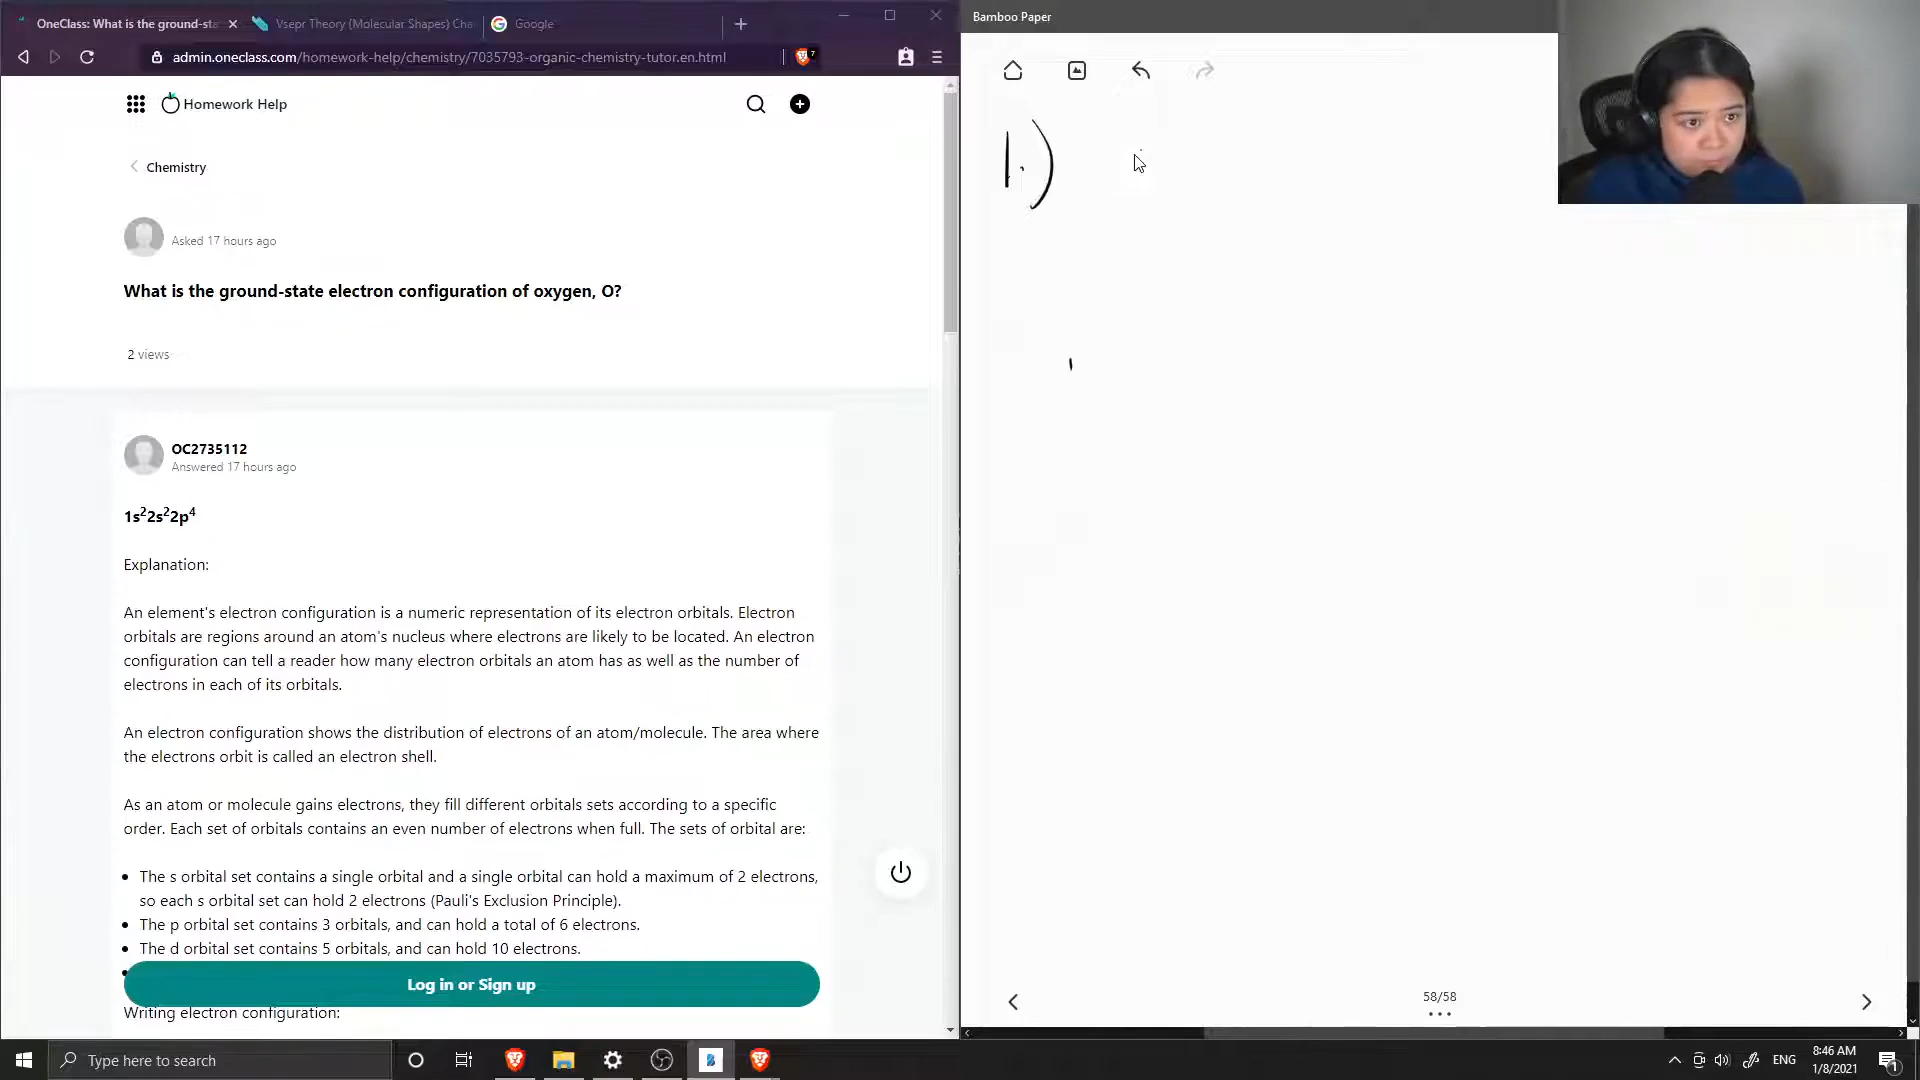 OneClass: What is the ground-sta
Vsepr Theory (Molecular Shapes) Cha
Google
admin.oneclass.com/homework-help/chemistry/7035793-organic-chemistry-tutor.en.html
7
Homework Help
Chemistry
Asked 17 hours ago
What is the ground-state electron configuration of oxygen, O?
2 views
OC2735112
Answered 17 hours ago
1s²2s²2p⁴
Explanation:
An element's electron configuration is a numeric representation of its electron orbitals. Electron
orbitals are regions around an atom's nucleus where electrons are likely to be located. An electron
configuration can tell a reader how many electron orbitals an atom has as well as the number of
electrons in each of its orbitals.
An electron configuration shows the distribution of electrons of an atom/molecule. The area where
the electrons orbit is called an electron shell.
As an atom or molecule gains electrons, they fill different orbitals sets according to a specific
order. Each set of orbitals contains an even number of electrons when full. The sets of orbital are:
• The s orbital set contains a single orbital and a single orbital can hold a maximum of 2 electrons,
so each s orbital set can hold 2 electrons (Pauli's Exclusion Principle).
• The p orbital set contains 3 orbitals, and can hold a total of 6 electrons.
• The d orbital set contains 5 orbitals, and can hold 10 electrons.
Log in or Sign up
Writing electron configuration:
Bamboo Paper
1.)
58/58
Type here to search
ENG
8:46 AM
1/8/2021
1